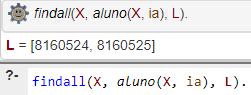 findall(X, aluno(X, ia), L).
L = [8160524, 8160525]
?- findall(X, aluno(X, ia), L).